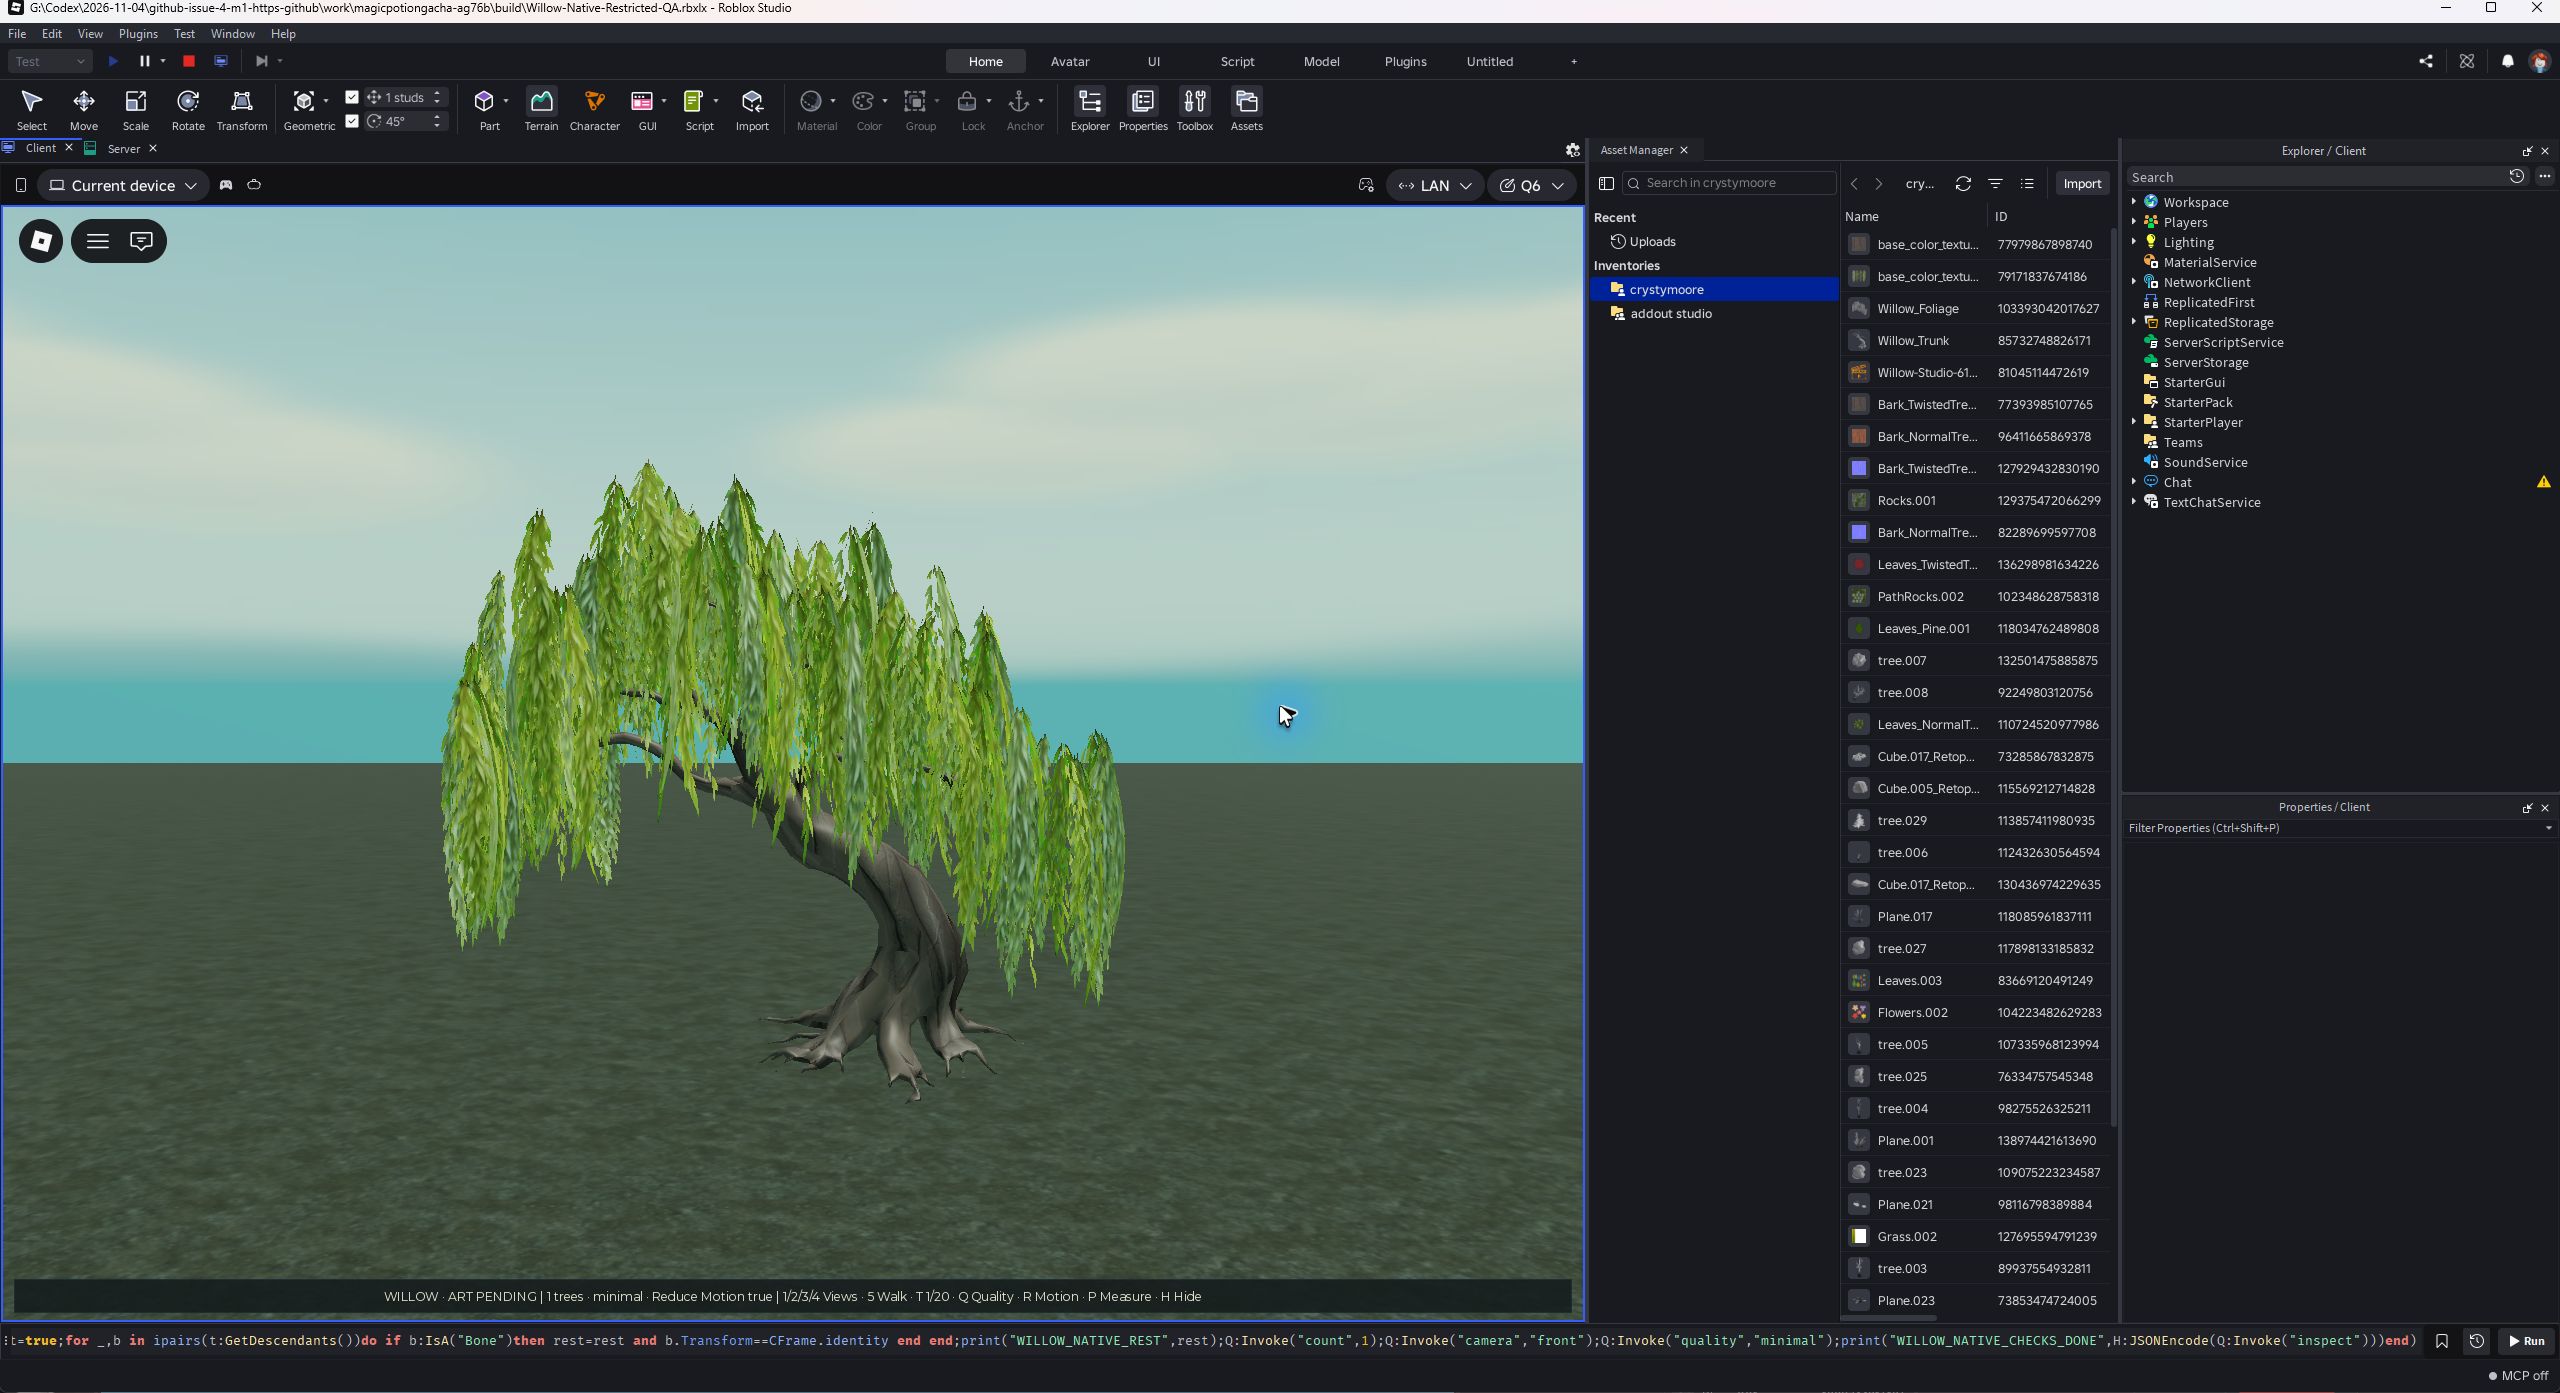 G:\Codex\2026-11-04\github-issue-4-m1-https-github\work\magicpotiongacha-ag76b\build\Willow-Native-Restricted-QA.rbxlx - Roblox Studio
File Edit View Plugins Test Window Help
Test
Home Avatar UI Script Model Plugins Untitled +
1 studs
45°
Select Move Scale Rotate Transform Geometric Part Terrain Character GUI Script Import Material Color Group Lock Anchor Explorer Properties Toolbox Assets
Client Server
Current device
LAN Q6
WILLOW · ART PENDING | 1 trees · minimal · Reduce Motion true | 1/2/3/4 Views · 5 Walk · T 1/20 · Q Quality · R Motion · P Measure · H Hide
Asset Manager
Search in crystymoore
cry...
Import
Recent
Uploads
Inventories
crystymoore
addout studio
Name ID
base_color_textu... 77979867898740
base_color_textu... 79171837674186
Willow_Foliage 103393042017627
Willow_Trunk 85732748826171
Willow-Studio-61... 81045114472619
Bark_TwistedTre... 77393985107765
Bark_NormalTre... 96411665869378
Bark_TwistedTre... 127929432830190
Rocks.001 129375472066299
Bark_NormalTre... 82289699597708
Leaves_TwistedT... 136298981634226
PathRocks.002 102348628758318
Leaves_Pine.001 118034762489808
tree.007 132501475885875
tree.008 92249803120756
Leaves_NormalT... 110724520977986
Cube.017_Retop... 73285867832875
Cube.005_Retop... 115569212714828
tree.029 113857411980935
tree.006 112432630564594
Cube.017_Retop... 130436974229635
Plane.017 118085961837111
tree.027 117898133185832
Leaves.003 83669120491249
Flowers.002 104223482629283
tree.005 107335968123994
tree.025 76334757545348
tree.004 98275526325211
Plane.001 138974421613690
tree.023 109075223234587
Plane.021 98116798389884
Grass.002 127695594791239
tree.003 89937554932811
Plane.023 73853474724005
Explorer / Client
Search
Workspace
Players
Lighting
MaterialService
NetworkClient
ReplicatedFirst
ReplicatedStorage
ServerScriptService
ServerStorage
StarterGui
StarterPack
StarterPlayer
Teams
SoundService
Chat
TextChatService
Properties / Client
Filter Properties (Ctrl+Shift+P)
t=true;for _,b in ipairs(t:GetDescendants())do if b:IsA("Bone")then rest=rest and b.Transform==CFrame.identity end end;print("WILLOW_NATIVE_REST",rest);Q:Invoke("count",1);Q:Invoke("camera","front");Q:Invoke("quality","minimal");print("WILLOW_NATIVE_CHECKS_DONE",H:JSONEncode(Q:Invoke("inspect")))end)
Run
MCP off